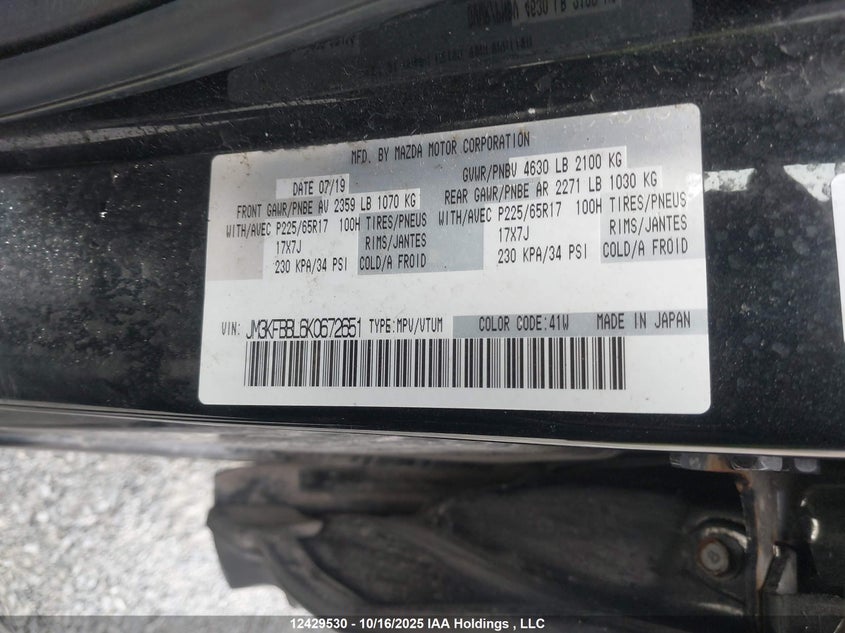 MFD. BY MAZDA MOTOR CORPORATION
DATE 07/19 GVWR/PNBV 4630 LB 2100 KG
FRONT GAWR/PNBE AV 2359 LB 1070 KG REAR GAWR/PNBE AR 2271 LB 1030 KG
WITH/AVEC P225/65R17 100H TIRES/PNEUS WITH/AVEC P225/65R17 100H TIRES/PNEUS
17X7J RIMS/JANTES 17X7J RIMS/JANTES
230 KPA/34 PSI COLD/A FROID 230 KPA/34 PSI COLD/A FROID
VIN: JM3KFBBL6K0672651 TYPE:MPV/VTUM COLOR CODE:41W MADE IN JAPAN
12429530 - 10/16/2025 IAA Holdings , LLC